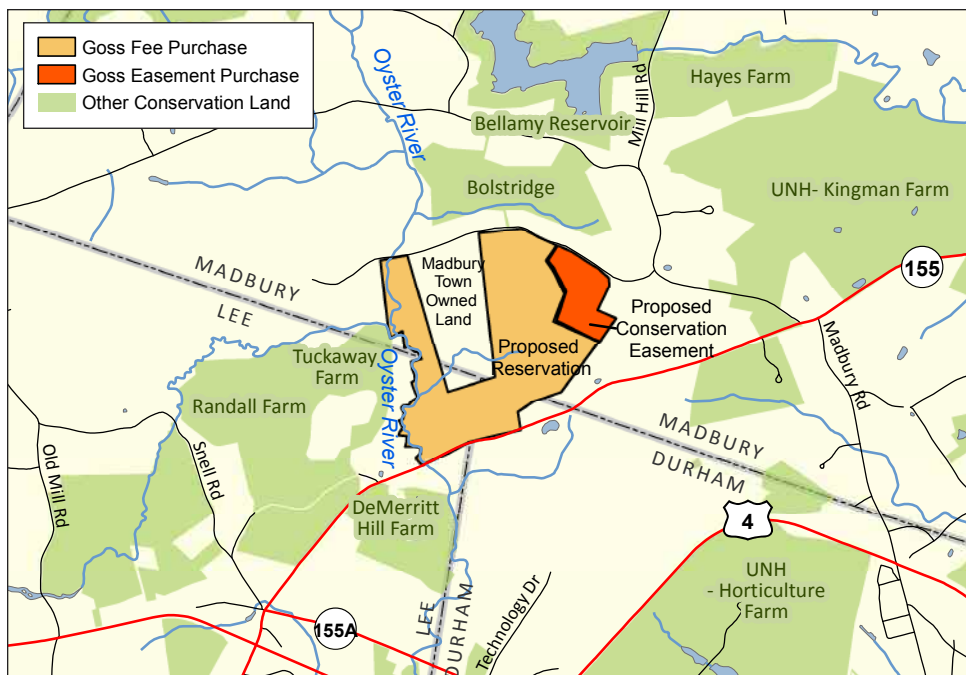 Goss Fee Purchase
Goss Easement Purchase
Other Conservation Land
Oyster River
Hayes Farm
Mill Hill Rd
Bellamy Reservoir
Bolstridge
UNH- Kingman Farm
MADBURY
LEE
Madbury
Town
Owned
Land
155
Proposed
Conservation
Easement
Proposed
Reservation
Tuckaway
Farm
Oyster River
Randall Farm
Madbury Rd
Old Mill Rd
Snell Rd
MADBURY
DURHAM
DeMerritt
Hill Farm
4
UNH
- Horticulture
Farm
LEE
DURHAM
Technology Dr
155A